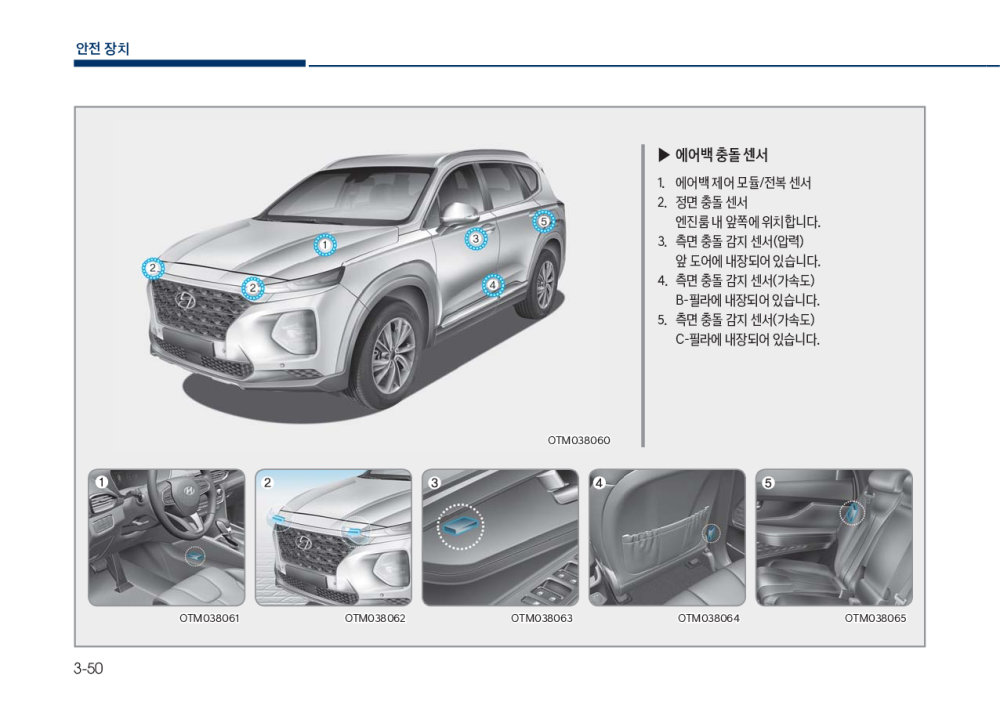 안전 장치
▶ 에어백 충돌 센서
1. 에어백 제어 모듈/전복 센서
2. 정면 충돌 센서
엔진룸 내 앞쪽에 위치합니다.
3. 측면 충돌 감지 센서(압력)
앞 도어에 내장되어 있습니다.
4. 측면 충돌 감지 센서(가속도)
B-필라에 내장되어 있습니다.
5. 측면 충돌 감지 센서(가속도)
C-필라에 내장되어 있습니다.
1
2
2
3
4
5
OTM038060
1
2
3
4
5
OTM038061
OTM038062
OTM038063
OTM038064
OTM038065
3-50